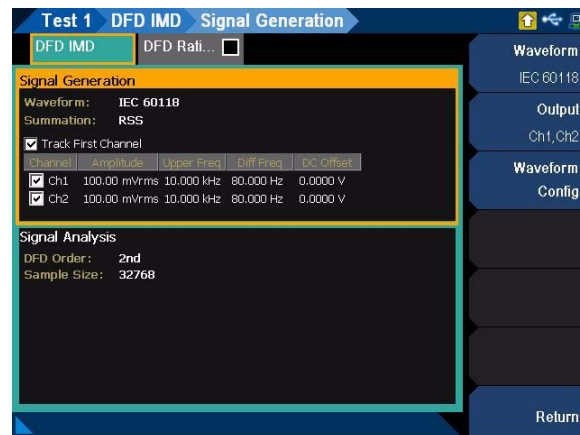 Test 1 DFD IMD Signal Generation
DFD IMD DFD Rati...
Waveform
IEC 60118
Signal Generation
Waveform: IEC 60118
Summation: RSS
Output
Ch1,Ch2
Track First Channel
Channel Amplitude Upper Freq Diff Freq DC Offset
Ch1 100.00 mVrms 10.000 kHz 80.000 Hz 0.0000 V
Ch2 100.00 mVrms 10.000 kHz 80.000 Hz 0.0000 V
Waveform
Config
Signal Analysis
DFD Order: 2nd
Sample Size: 32768
Return